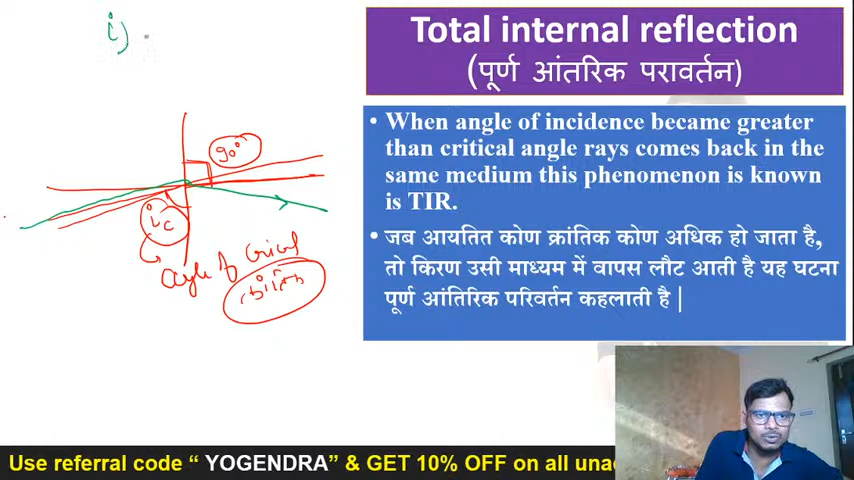 Total internal reflection
(पूर्ण आंतरिक परावर्तन)
i)
• When angle of incidence became greater
than critical angle rays comes back in the
same medium this phenomenon is known
is TIR.
• जब आयतित कोण क्रांतिक कोण अधिक हो जाता है,
तो किरण उसी माध्यम में वापस लौट आती है यह घटना
पूर्ण आंतिरिक परिवर्तन कहलाती है |
90°
ic
angle of
Use referral code “ YOGENDRA” & GET 10% OFF on all unac